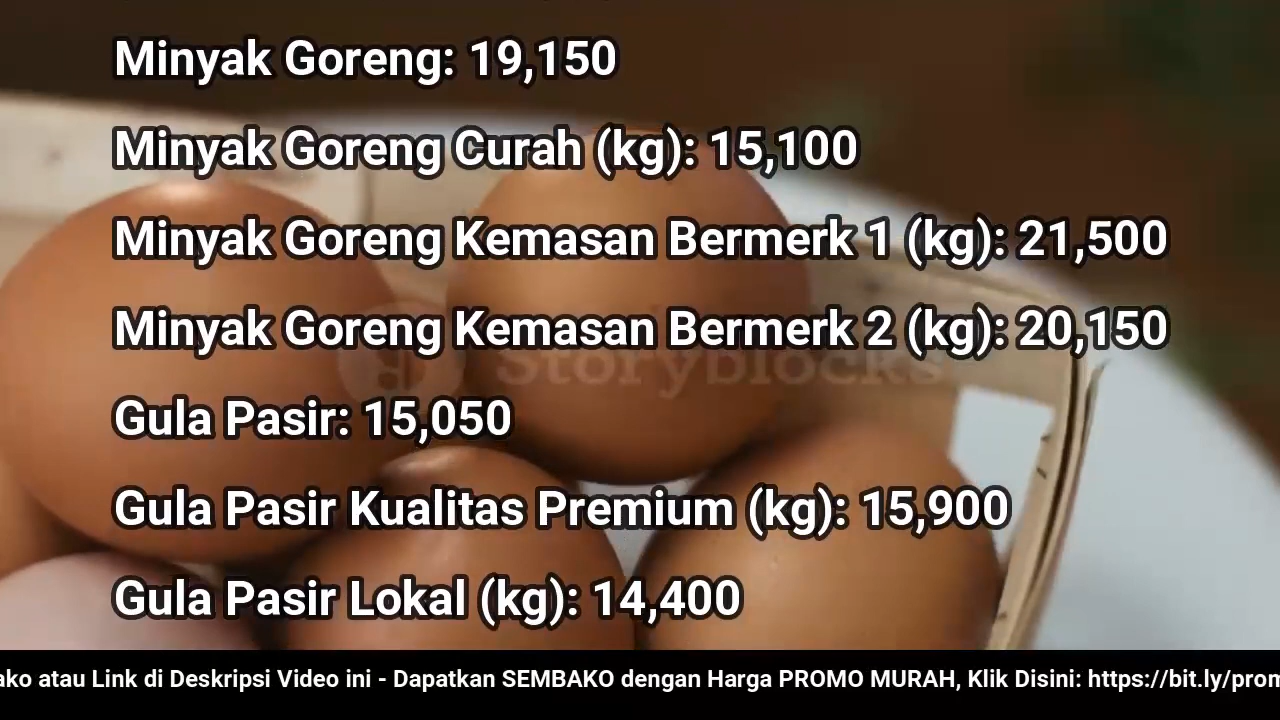 Minyak Goreng: 19,150
Minyak Goreng Curah (kg): 15,100
Minyak Goreng Kemasan Bermerk 1 (kg): 21,500
Minyak Goreng Kemasan Bermerk 2 (kg): 20,150
Storyblocks
Gula Pasir: 15,050
Gula Pasir Kualitas Premium (kg): 15,900
Gula Pasir Lokal (kg): 14,400
ako atau Link di Deskripsi Video ini - Dapatkan SEMBAKO dengan Harga PROMO MURAH, Klik Disini: https://bit.ly/prom